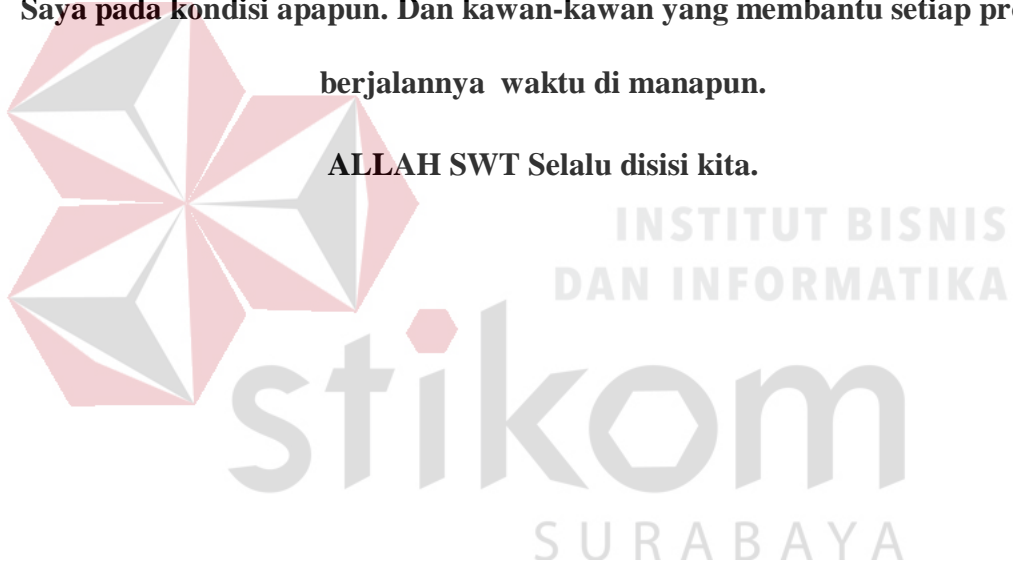 Saya pada kondisi apapun. Dan kawan-kawan yang membantu setiap
berjalannya waktu di manapun.
ALLAH SWT Selalu disisi kita.
INSTITUT BISNIS
DAN INFORMATIKA
stikom
SURABAYA